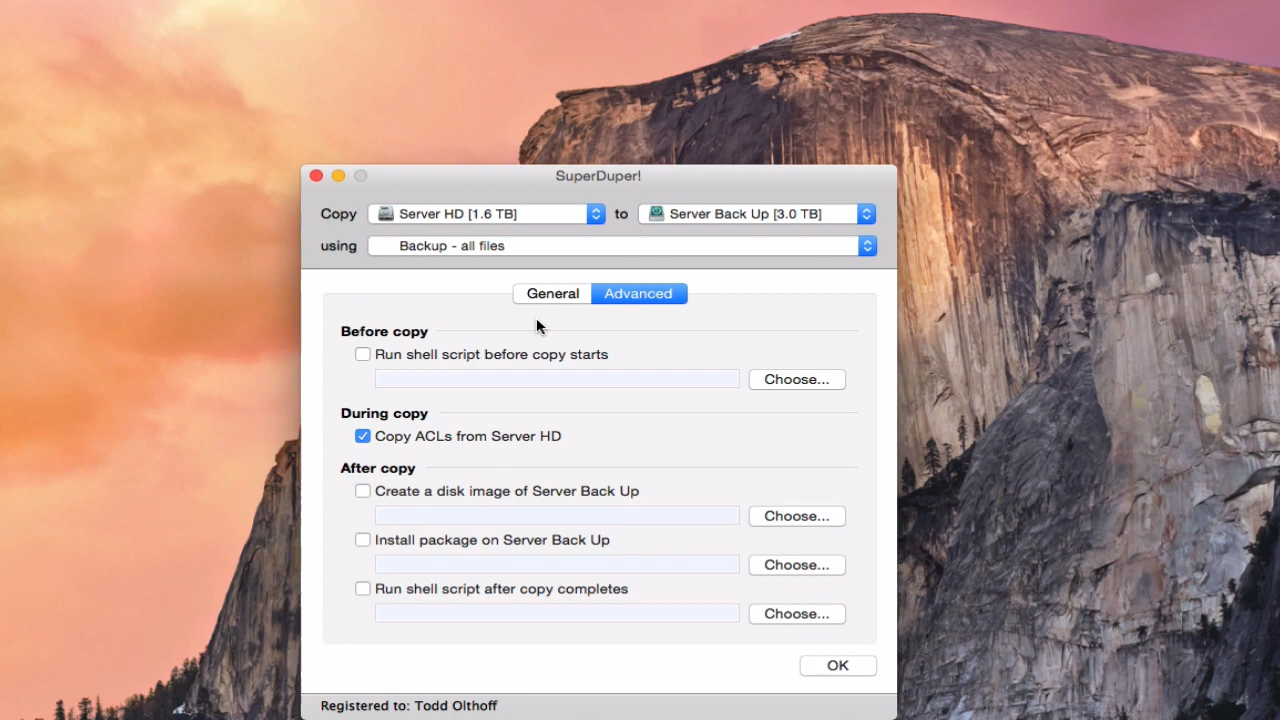 SuperDuper!
Copy Server HD [1.6 TB] to Server Back Up [3.0 TB]
using Backup - all files
General Advanced
Before copy
Run shell script before copy starts
Choose...
During copy
Copy ACLs from Server HD
After copy
Create a disk image of Server Back Up
Choose...
Install package on Server Back Up
Choose...
Run shell script after copy completes
Choose...
OK
Registered to: Todd Olthoff